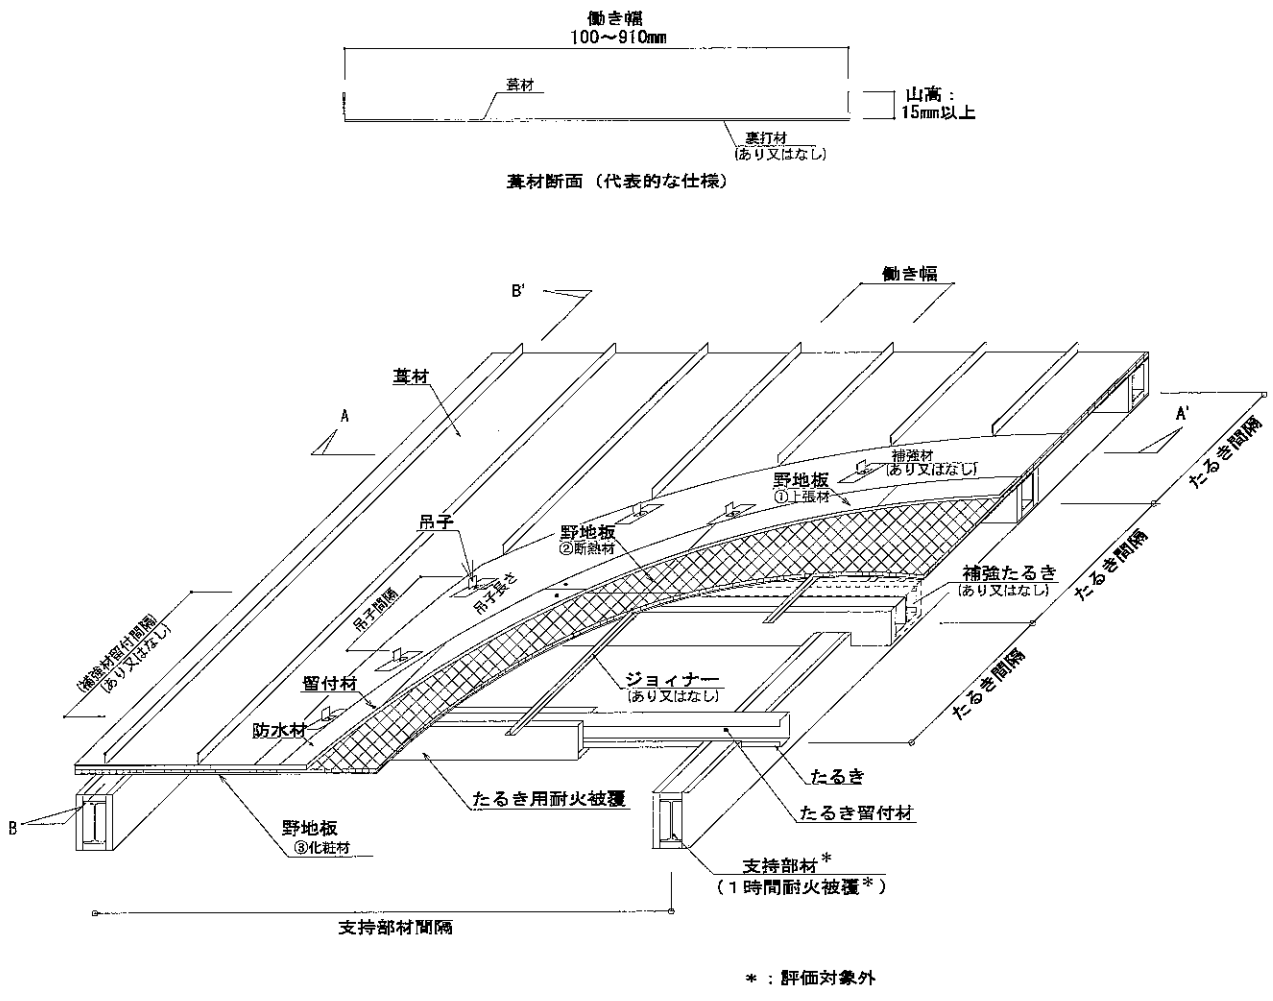 働き幅
100～910mm
葺材
山高：
15mm以上
裏打材
(あり又はなし)
葺材断面（代表的な仕様）
働き幅
B'
葺材
A
A'
補強材
(あり又はなし)
野地板
①上張材
たるき間隔
吊子
野地板
②断熱材
吊子長さ
吊子間隔
補強たるき
(あり又はなし)
たるき間隔
(補強材留付間隔)
(あり又はなし)
留付材
ジョイナー
(あり又はなし)
たるき間隔
防水材
たるき
たるき用耐火被覆
たるき留付材
B
野地板
③化粧材
支持部材*
（１時間耐火被覆*）
支持部材間隔
*：評価対象外